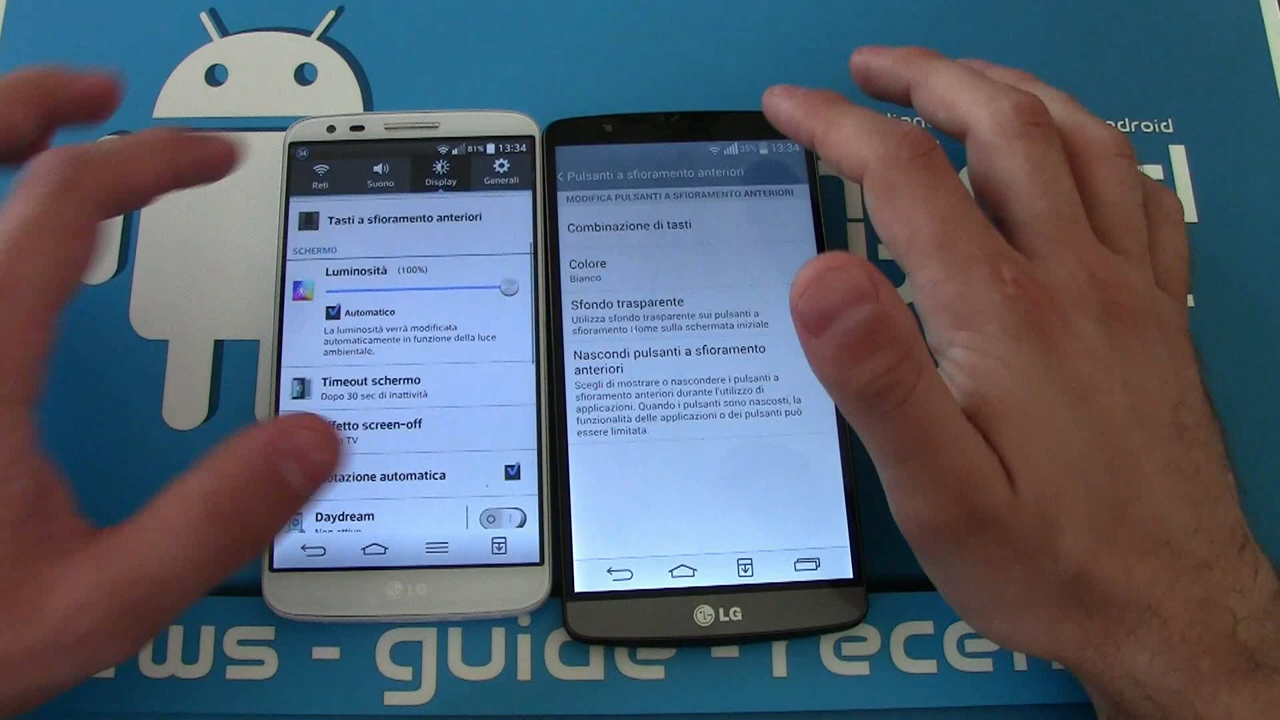 81% 13:34
Reti Suono Display Generali
Tasti a sfioramento anteriori
SCHERMO
Luminosità (100%)
Automatico
La luminosità verrà modificata
automaticamente in funzione della luce
ambientale.
Timeout schermo
Dopo 30 sec di inattività
ffetto screen-off
TV
otazione automatica
Daydream
LG
35% 13:34
Pulsanti a sfioramento anteriori
MODIFICA PULSANTI A SFIORAMENTO ANTERIORI
Combinazione di tasti
Colore
Bianco
Sfondo trasparente
Utilizza sfondo trasparente sui pulsanti a
sfioramento Home sulla schermata iniziale
Nascondi pulsanti a sfioramento
anteriori
Scegli di mostrare o nascondere i pulsanti a
sfioramento anteriori durante l'utilizzo di
applicazioni. Quando i pulsanti sono nascosti, la
funzionalità delle applicazioni o dei pulsanti può
essere limitata.
LG
droid
ws - guide - recen